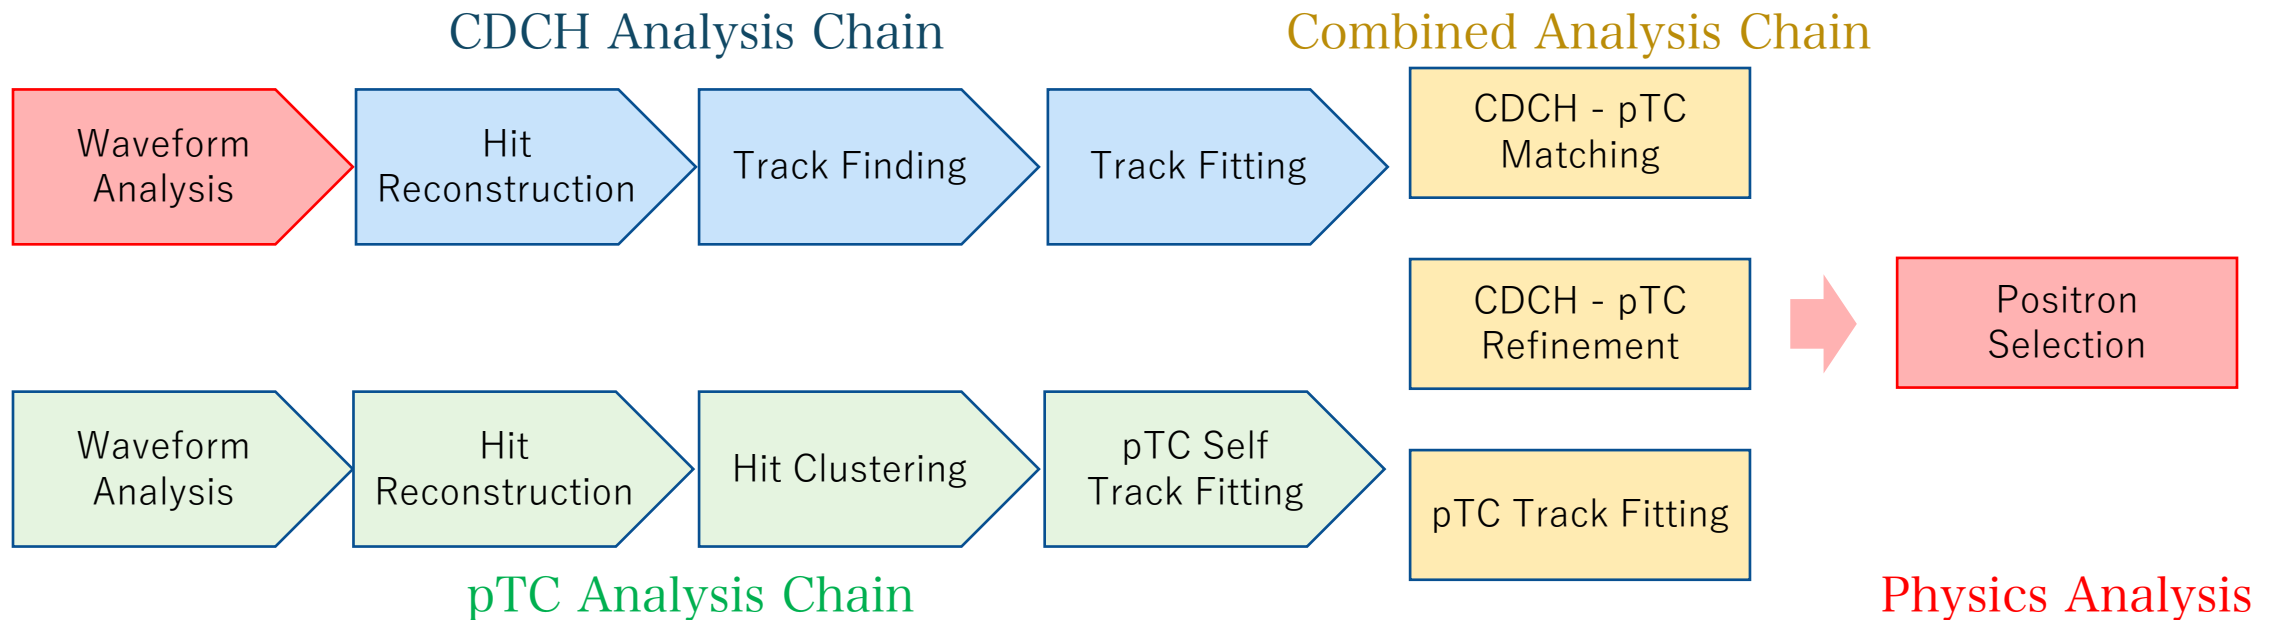 CDCH Analysis Chain
Combined Analysis Chain
Waveform
Analysis
Hit
Reconstruction
Track Finding
Track Fitting
CDCH - pTC
Matching
CDCH - pTC
Refinement
Positron
Selection
Waveform
Analysis
Hit
Reconstruction
Hit Clustering
pTC Self
Track Fitting
pTC Track Fitting
pTC Analysis Chain
Physics Analysis